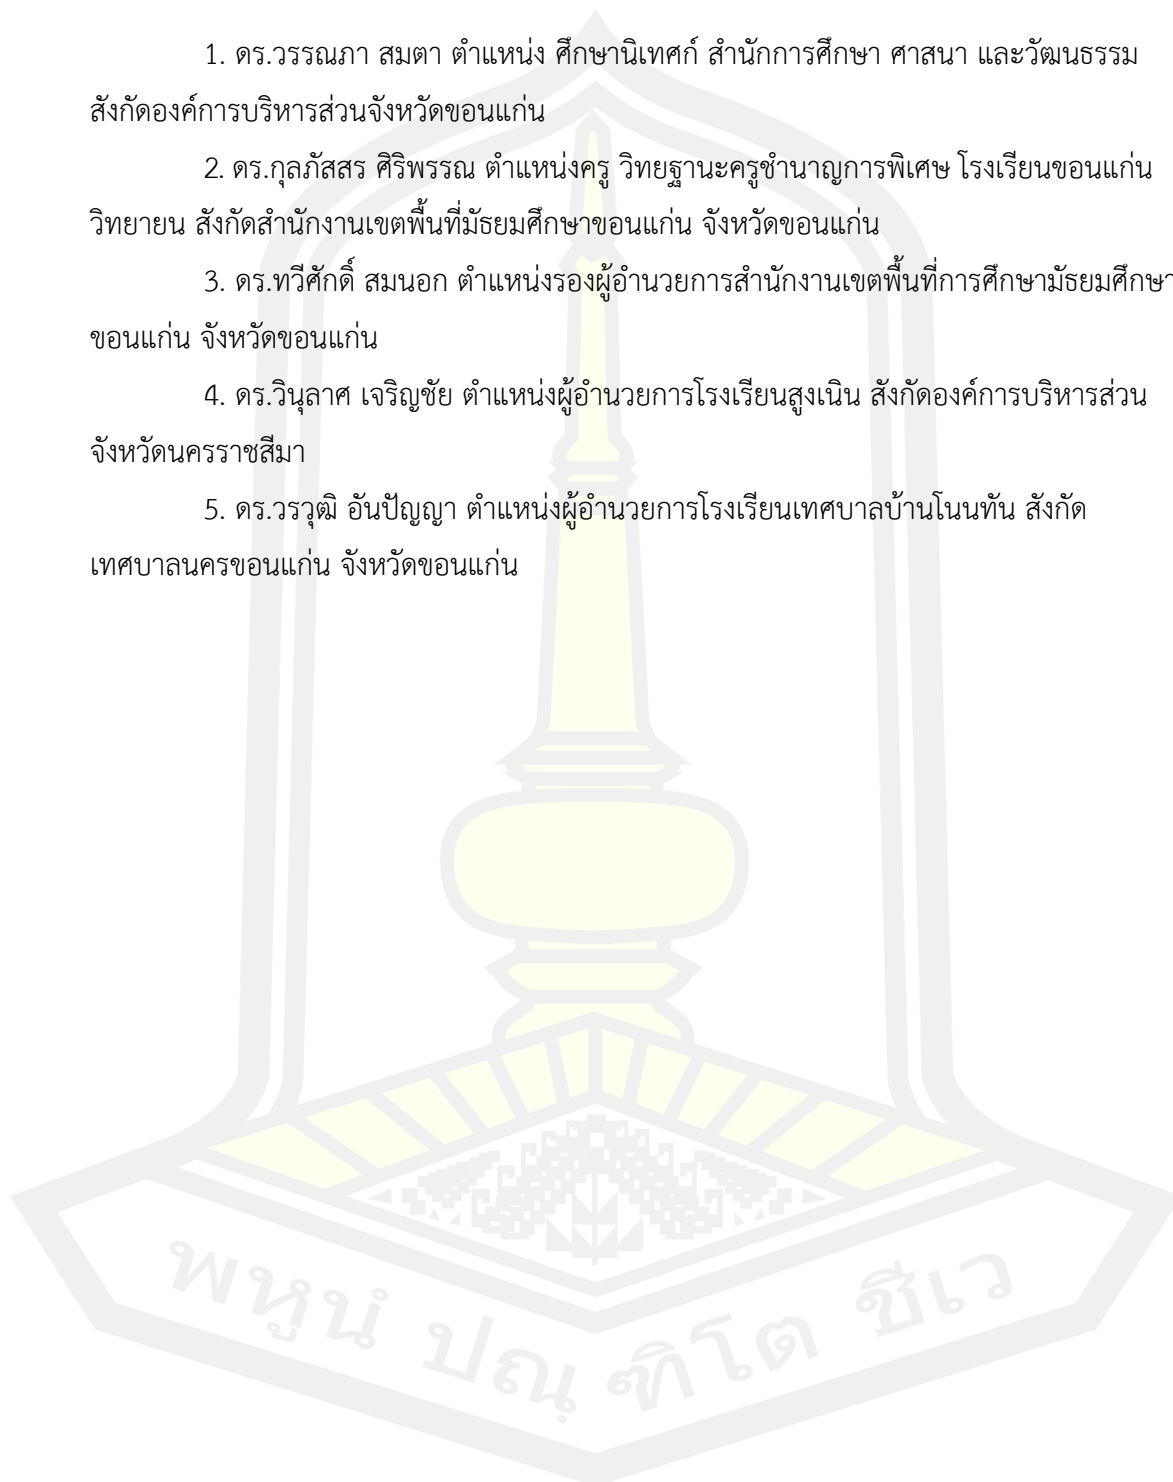 1. ดร.วรรณภา สมตา ตำแหน่ง ศึกษานิเทศก์ สำนักการศึกษา ศาสนา และวัฒนธรรม
สังกัดองค์การบริหารส่วนจังหวัดขอนแก่น
2. ดร.กุลภัสสร ศิริพรรณ ตำแหน่งครู วิทยฐานะครูชำนาญการพิเศษ โรงเรียนขอนแก่น
วิทยายน สังกัดสำนักงานเขตพื้นที่มัธยมศึกษาขอนแก่น จังหวัดขอนแก่น
3. ดร.ทวีศักดิ์ สมนอก ตำแหน่งรองผู้อำนวยการสำนักงานเขตพื้นที่การศึกษามัธยมศึกษา
ขอนแก่น จังหวัดขอนแก่น
4. ดร.วินุลาศ เจริญชัย ตำแหน่งผู้อำนวยการโรงเรียนสูงเนิน สังกัดองค์การบริหารส่วน
จังหวัดนครราชสีมา
5. ดร.วรวุฒิ อันปัญญา ตำแหน่งผู้อำนวยการโรงเรียนเทศบาลบ้านโนนทัน สังกัด
เทศบาลนครขอนแก่น จังหวัดขอนแก่น
พหูนํ ปณฺฑิโต ชีเว